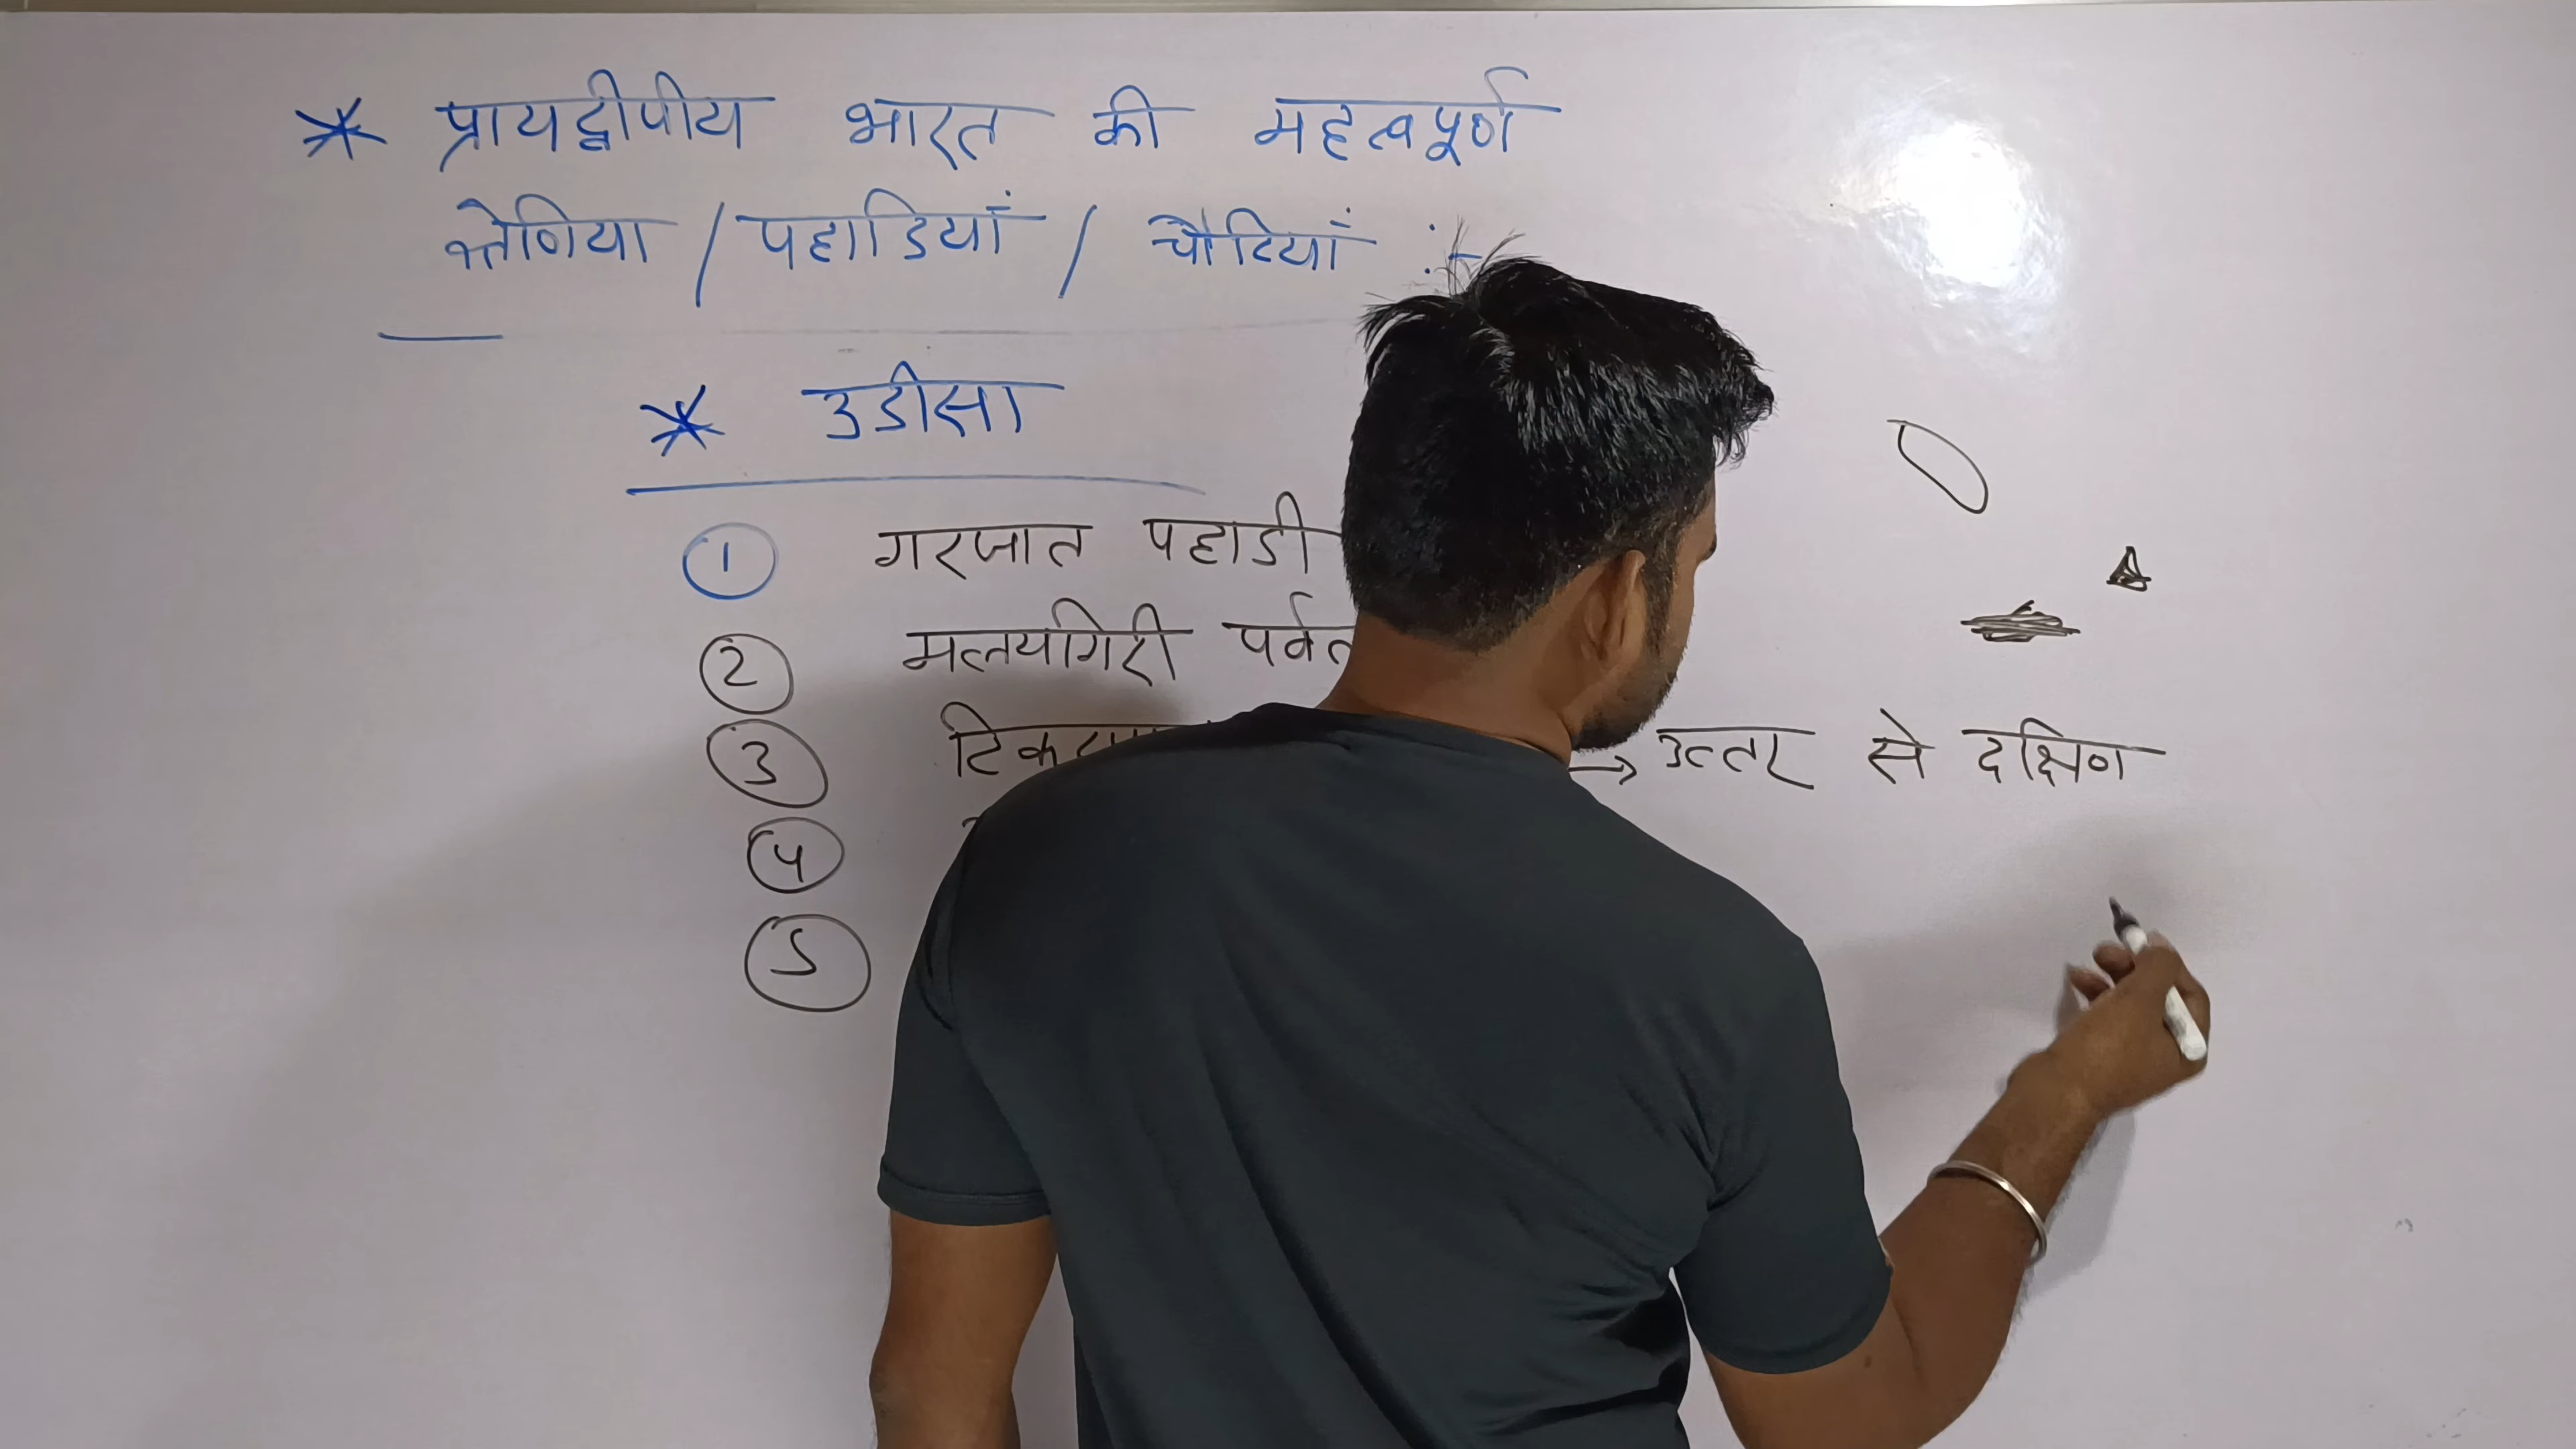 * प्रायद्वीपीय भारत की महत्वपूर्ण
श्रेणिया / पहाडियाँ / चौटियाँ :-
* उडीसा
① गरजात पहाडी
② मलयगिरी पर्वत
③ → उत्तर से दक्षिण
④
⑤